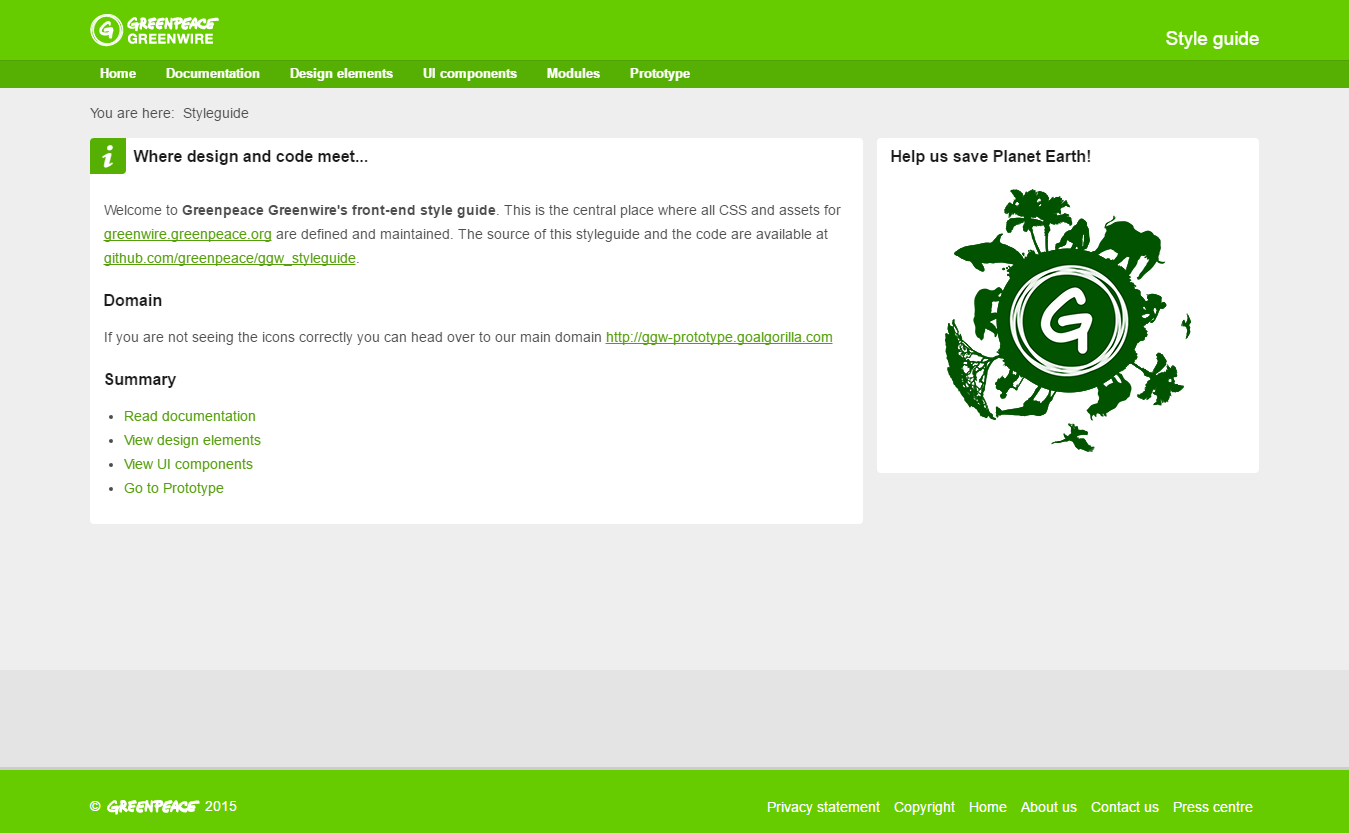 GREENPEACE
GREENWIRE
Style guide
Home Documentation Design elements UI components Modules Prototype
You are here: Styleguide
i Where design and code meet...
Welcome to Greenpeace Greenwire's front-end style guide. This is the central place where all CSS and assets for
greenwire.greenpeace.org are defined and maintained. The source of this styleguide and the code are available at
github.com/greenpeace/ggw_styleguide.
Domain
If you are not seeing the icons correctly you can head over to our main domain http://ggw-prototype.goalgorilla.com
Summary
• Read documentation
• View design elements
• View UI components
• Go to Prototype
Help us save Planet Earth!
G
© GREENPEACE 2015
Privacy statement Copyright Home About us Contact us Press centre